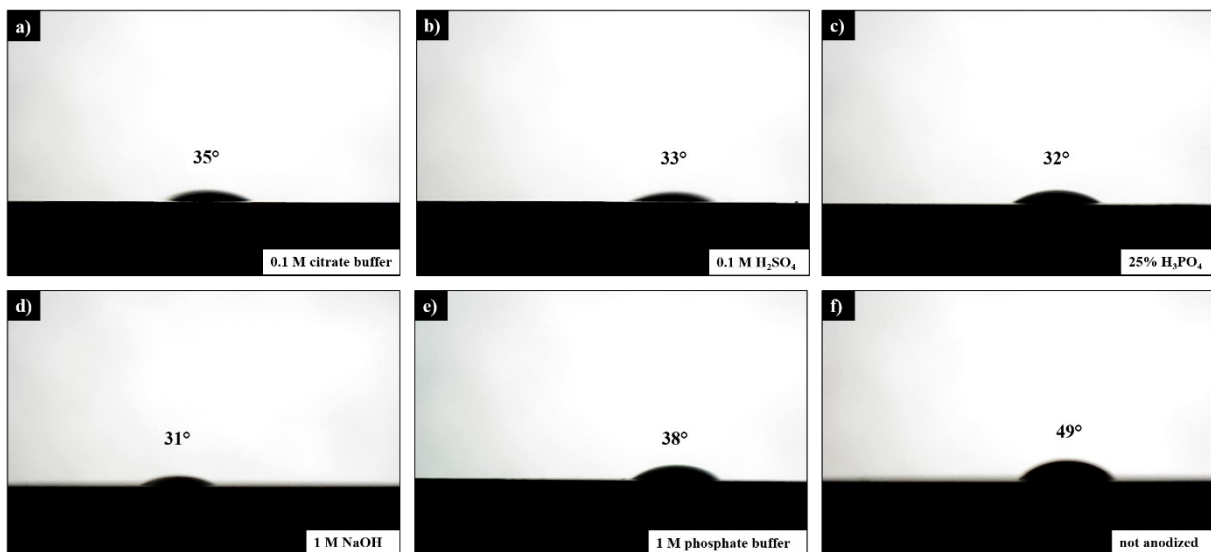 a)
35°
0.1 M citrate buffer
b)
33°
0.1 M H₂SO₄
c)
32°
25% H₃PO₄
d)
31°
1 M NaOH
e)
38°
1 M phosphate buffer
f)
49°
not anodized